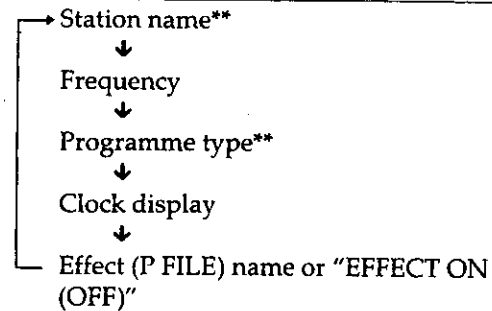 Station name**
Frequency
Programme type**
Clock display
Effect (P FILE) name or "EFFECT ON
(OFF)"